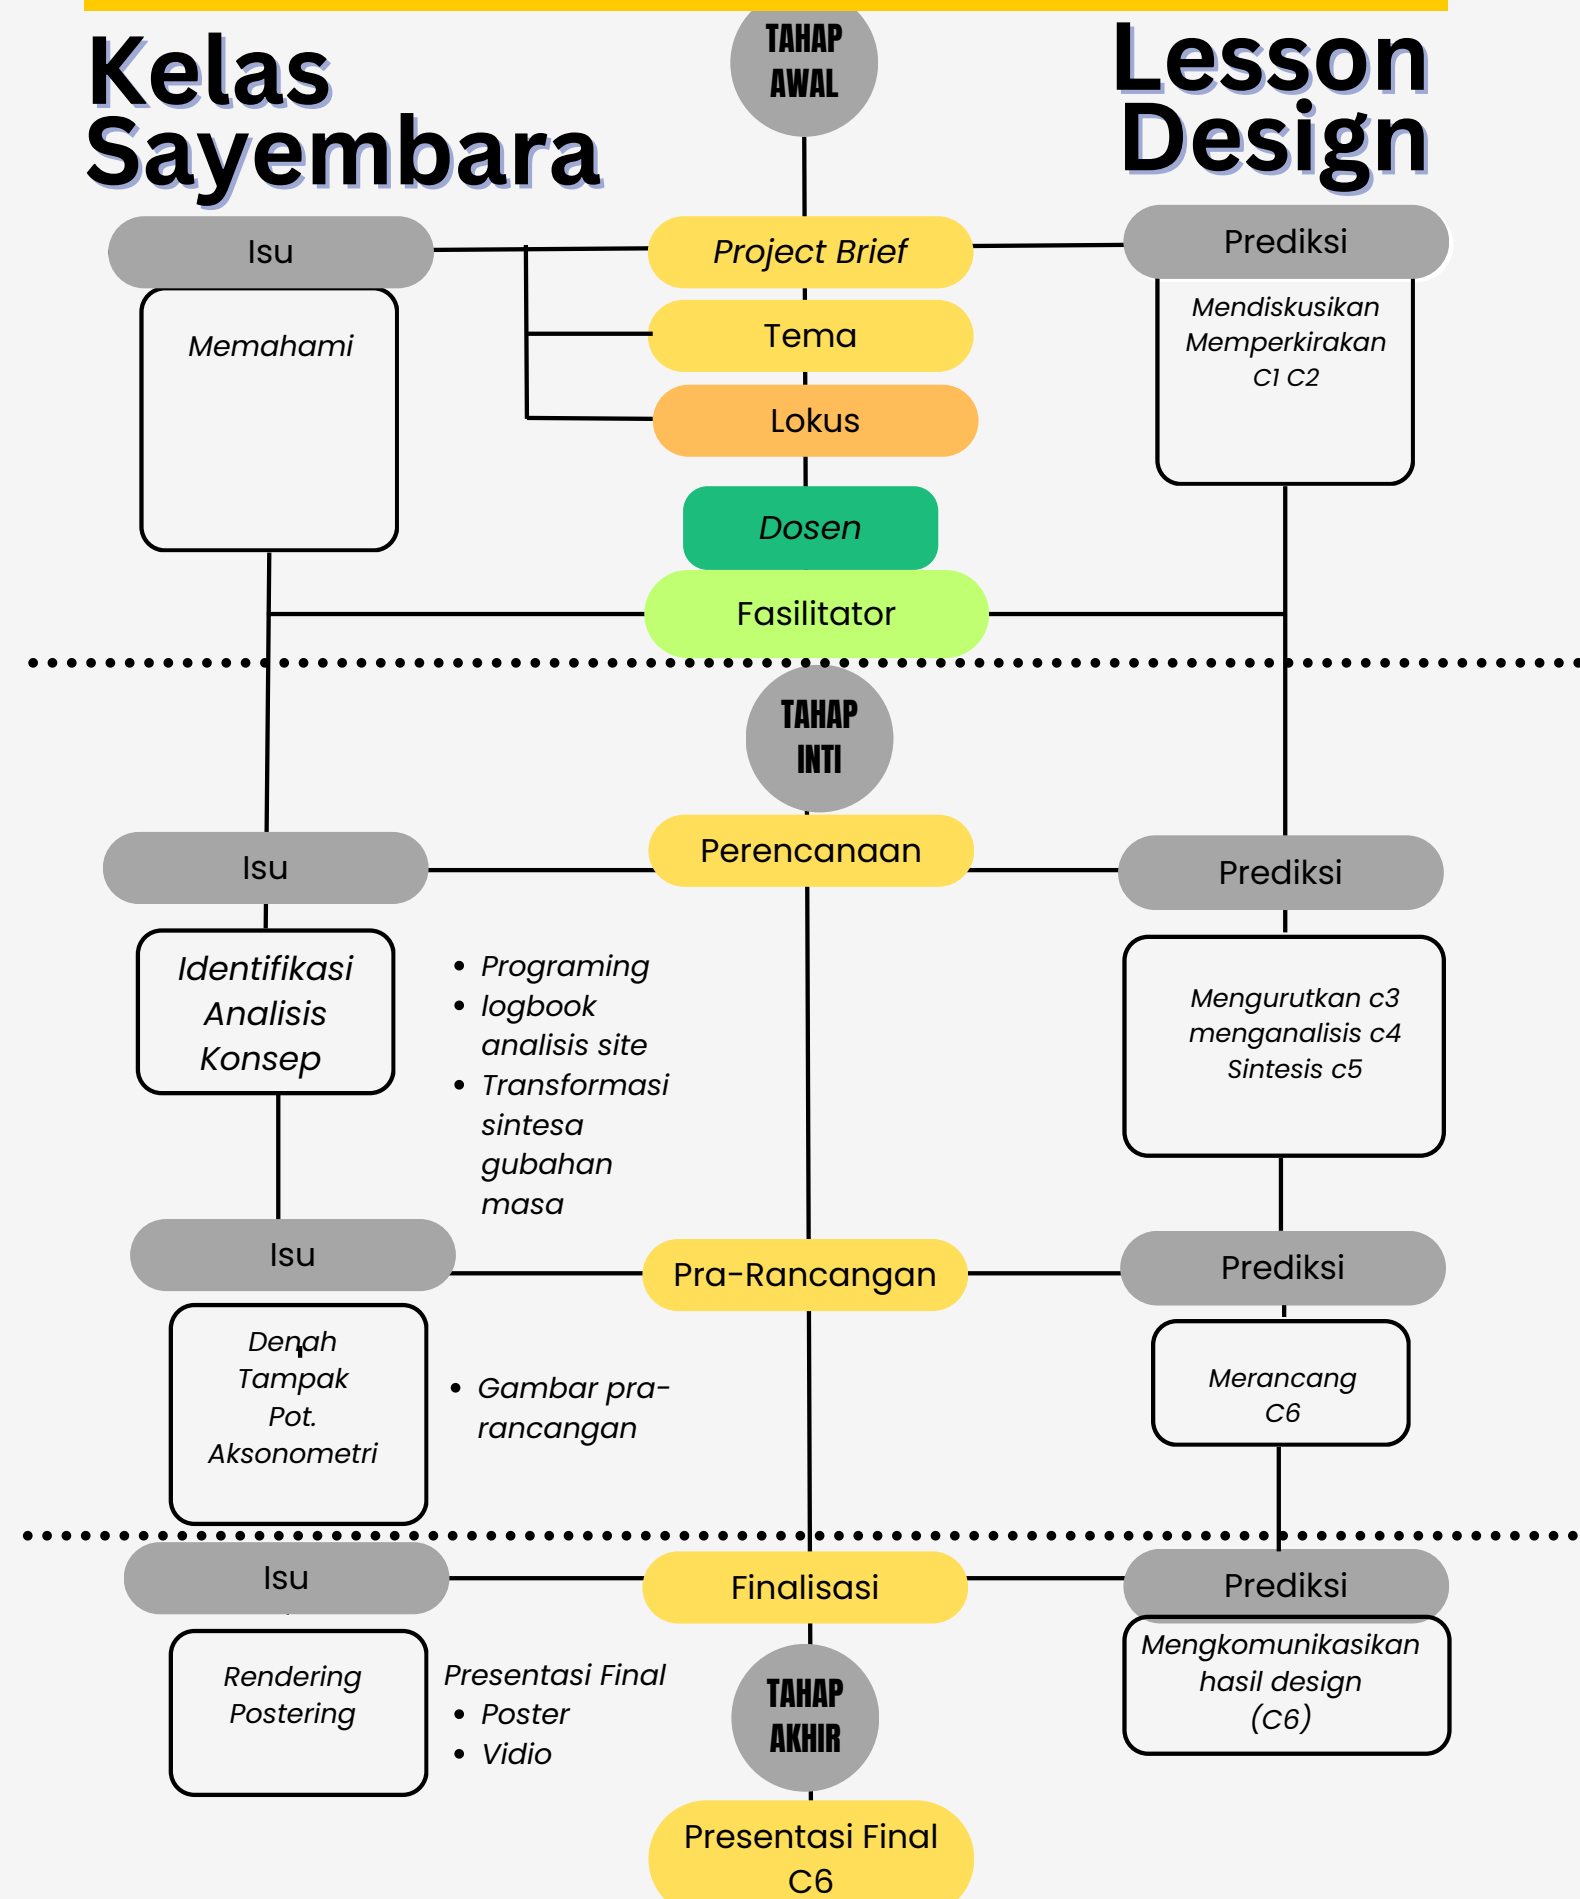 Kelas
Sayembara
TAHAP
AWAL
Lesson
Design
Isu
Memahami
Project Brief
Tema
Lokus
Dosen
Fasilitator
Prediksi
Mendiskusikan
Memperkirakan
C1 C2
TAHAP
INTI
Isu
Identifikasi
Analisis
Konsep
• Programing
• logbook
analisis site
• Transformasi
sintesa
gubahan
masa
Perencanaan
Prediksi
Mengurutkan c3
menganalisis c4
Sintesis c5
Isu
Denah
Tampak
Pot.
Aksonometri
• Gambar pra-
rancangan
Pra-Rancangan
Prediksi
Merancang
C6
Isu
Rendering
Postering
Presentasi Final
• Poster
• Vidio
Finalisasi
Prediksi
Mengkomunikasikan
hasil design
(C6)
TAHAP
AKHIR
Presentasi Final
C6